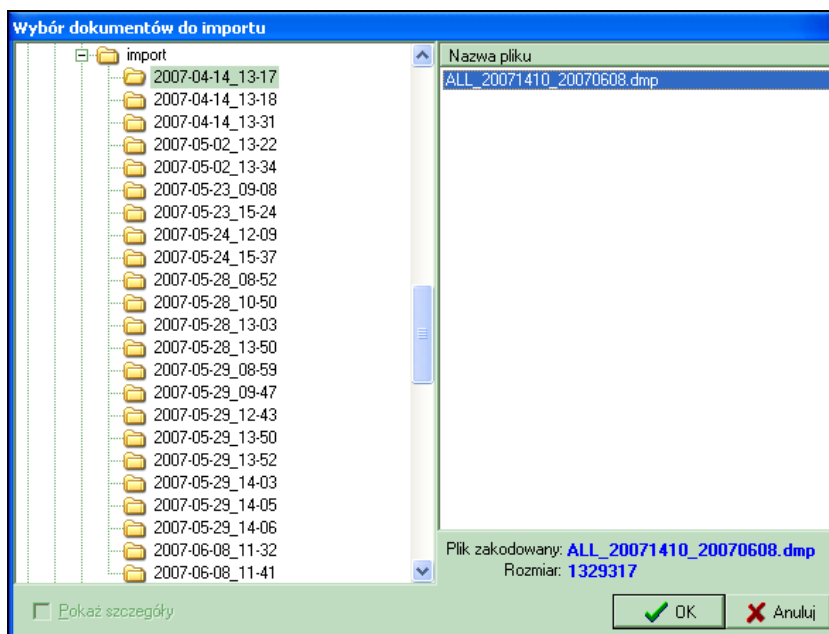 Wybór dokumentów do importu
import
2007-04-14_13-17
2007-04-14_13-18
2007-04-14_13-31
2007-05-02_13-22
2007-05-02_13-34
2007-05-23_09-08
2007-05-23_15-24
2007-05-24_12-09
2007-05-24_15-37
2007-05-28_08-52
2007-05-28_10-50
2007-05-28_13-03
2007-05-28_13-50
2007-05-29_08-59
2007-05-29_09-47
2007-05-29_12-43
2007-05-29_13-50
2007-05-29_13-52
2007-05-29_14-03
2007-05-29_14-05
2007-05-29_14-06
2007-06-08_11-32
2007-06-08_11-41
Nazwa pliku
ALL_20071410_20070608.dmp
Plik zakodowany: ALL_20071410_20070608.dmp
Rozmiar: 1329317
Pokaż szczegóły
OK
Anuluj